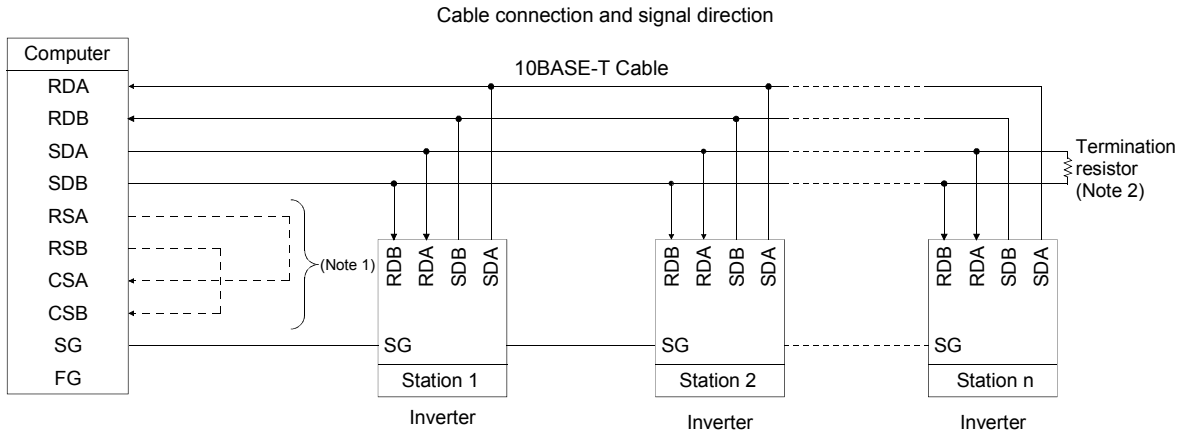 Cable connection and signal direction
Computer
RDA
RDB
SDA
SDB
RSA
RSB
CSA
CSB
SG
FG
10BASE-T Cable
(Note 1)
Termination
resistor
(Note 2)
RDB
RDA
SDB
SDA
SG
Station 1
Inverter
RDB
RDA
SDB
SDA
SG
Station 2
Inverter
RDB
RDA
SDB
SDA
SG
Station n
Inverter